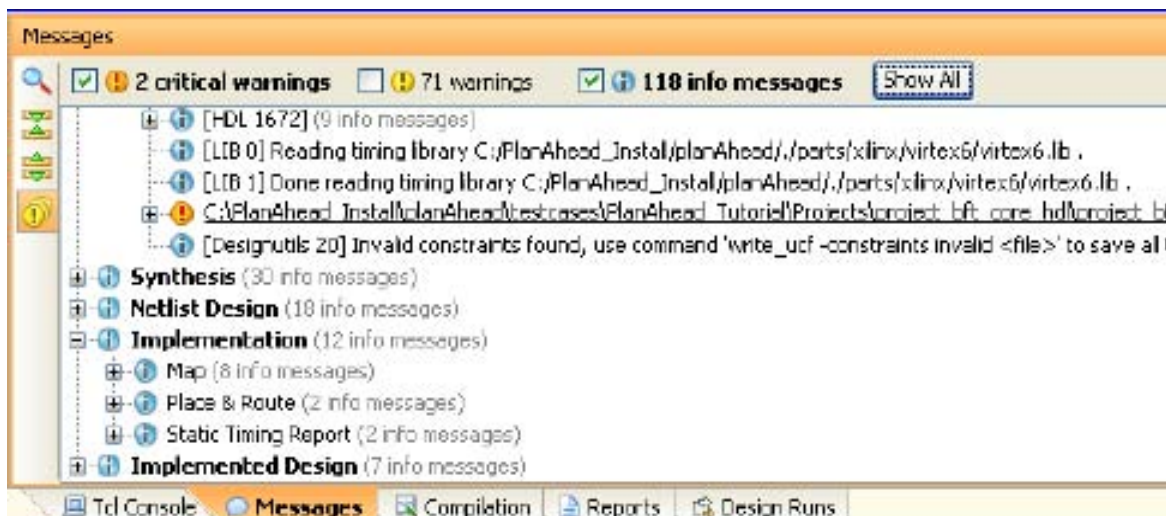 Messages
2 critical warnings 71 warnings 118 info messages Show All
[HDL 1672] (9 info messages)
[LIB 0] Reading timing library C:/PlanAhead_Install/planAhead/./parts/xilinx/virtex6/virtex6.lib .
[LIB 1] Done reading timing library C:/PlanAhead_Install/planAhead/./parts/xilinx/virtex6/virtex6.lib .
C:\PlanAhead_Install\planAhead\testcases\PlanAhead_Tutorial\Projects\project_bft_core_hdl\project_b
[Designutils 20] Invalid constraints found, use command 'write_ucf -constraints invalid <file>' to save all
Synthesis (30 info messages)
Netlist Design (18 info messages)
Implementation (12 info messages)
Map (8 info messages)
Place & Route (2 info messages)
Static Timing Report (2 info messages)
Implemented Design (7 info messages)
Tcl Console Messages Compilation Reports Design Runs